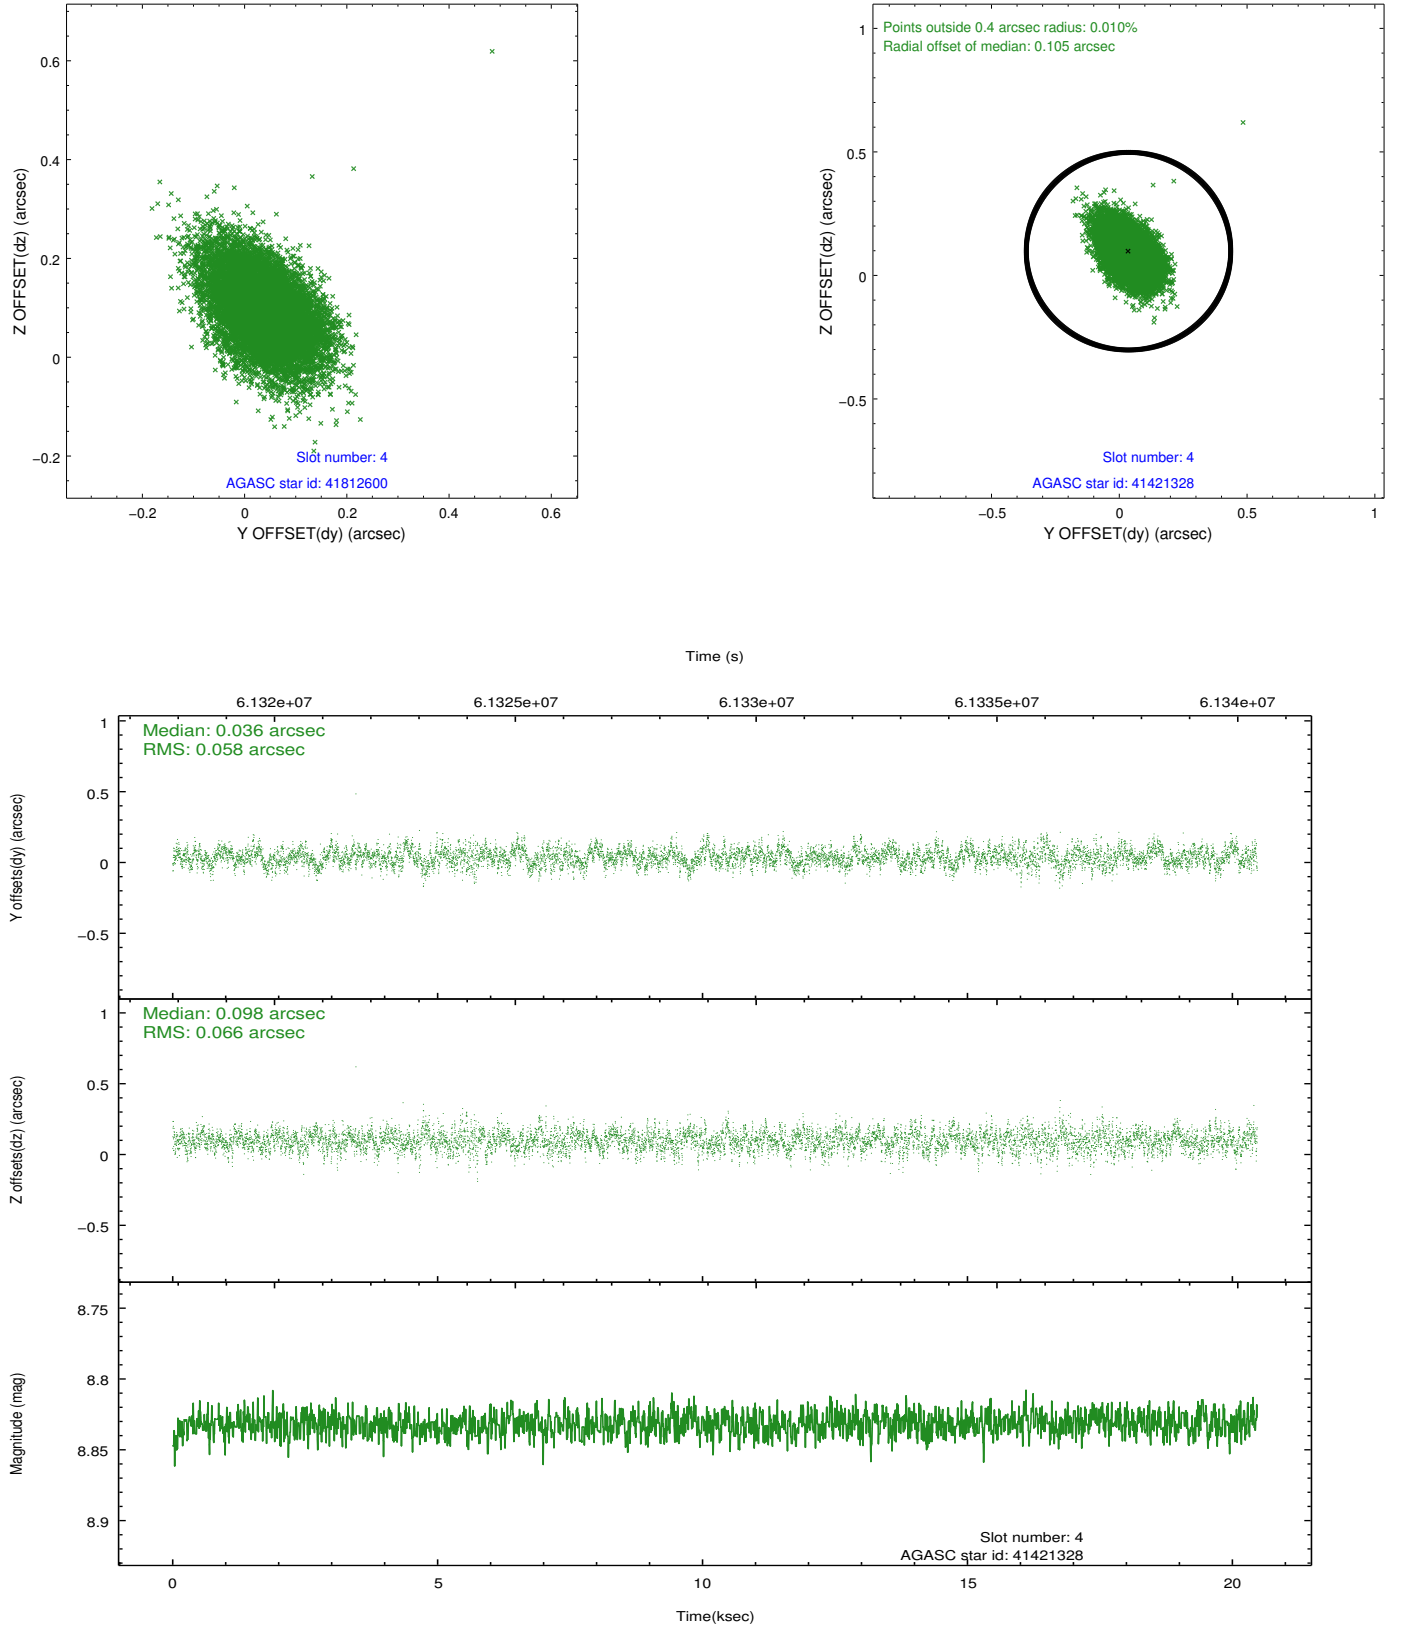 0.6
0.4
0.2
0
−0.2
Z OFFSET(dz) (arcsec)
Slot number: 4
AGASC star id: 41812600
−0.2 0 0.2 0.4 0.6
Y OFFSET(dy) (arcsec)
Points outside 0.4 arcsec radius: 0.010%
Radial offset of median: 0.105 arcsec
1
0.5
0
−0.5
Z OFFSET(dz) (arcsec)
Slot number: 4
AGASC star id: 41421328
−0.5 0 0.5 1
Y OFFSET(dy) (arcsec)
Time (s)
6.132e+07 6.1325e+07 6.133e+07 6.1335e+07 6.134e+07
Median: 0.036 arcsec
RMS: 0.058 arcsec
1
0.5
0
−0.5
Y offsets(dy) (arcsec)
Median: 0.098 arcsec
RMS: 0.066 arcsec
1
0.5
0
−0.5
Z offsets(dz) (arcsec)
8.75
8.8
8.85
8.9
Magnitude (mag)
Slot number: 4
AGASC star id: 41421328
0 5 10 15 20
Time(ksec)